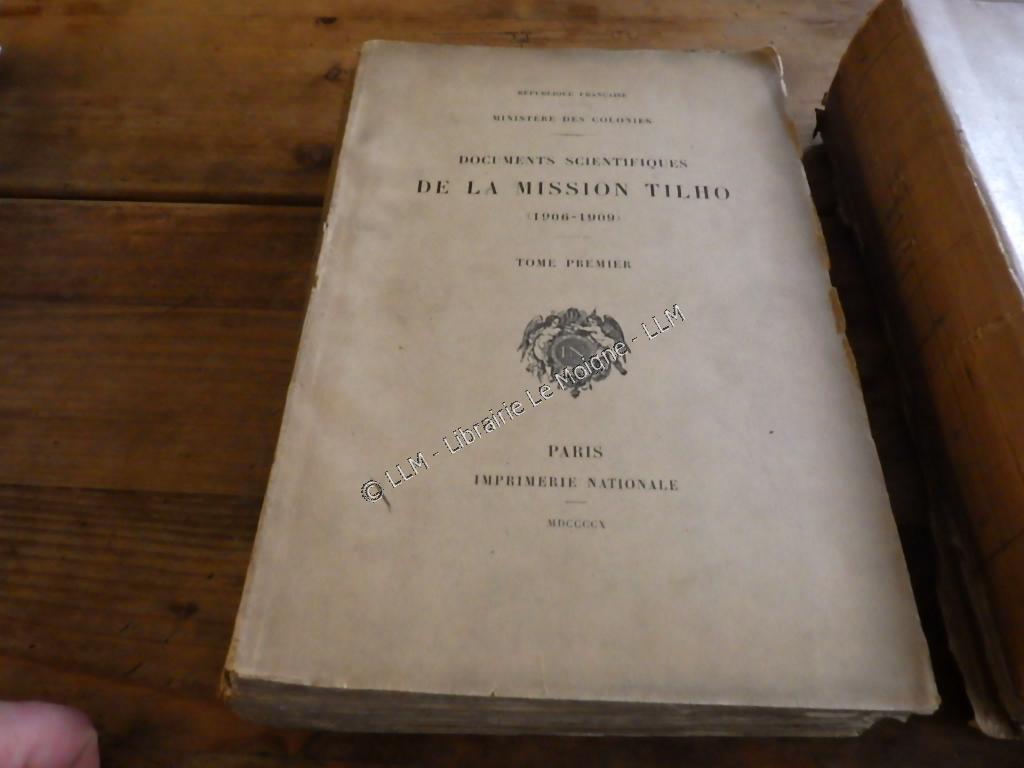 RÉPUBLIQUE FRANÇAISE
MINISTÈRE DES COLONIES
DOCUMENTS SCIENTIFIQUES
DE LA MISSION TILHO
(1906-1909)
TOME PREMIER
© LLM - Librairie Le Moigne - LLM
PARIS
IMPRIMERIE NATIONALE
MDCCCCX